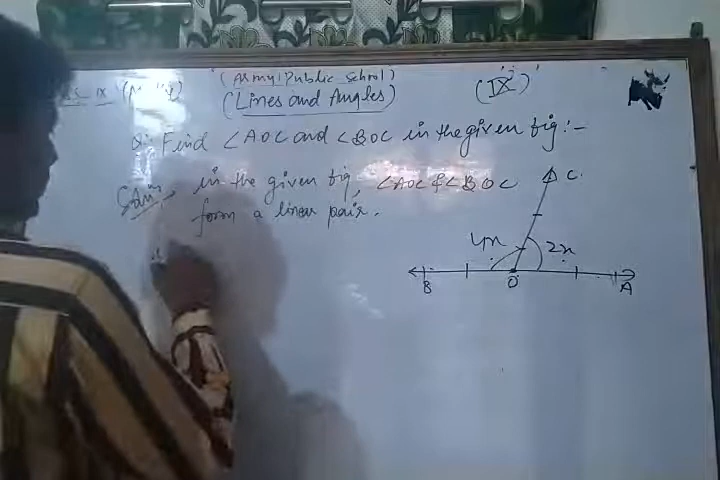 (Army Public School)
(Lines and Angles)
(IX)
Q:- Find ∠AOC and ∠BOC in the given fig:-
Soln, in the given fig, ∠AOC & ∠BOC
form a linear pair.
C
4x
2x
B
O
A